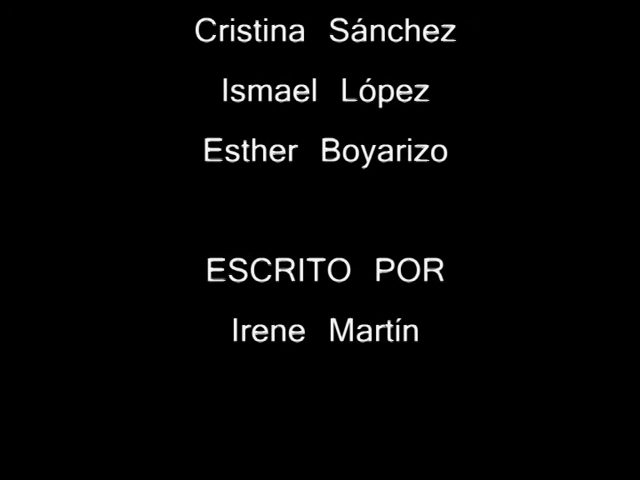 Cristina Sánchez
Ismael López
Esther Boyarizo
ESCRITO POR
Irene Martín